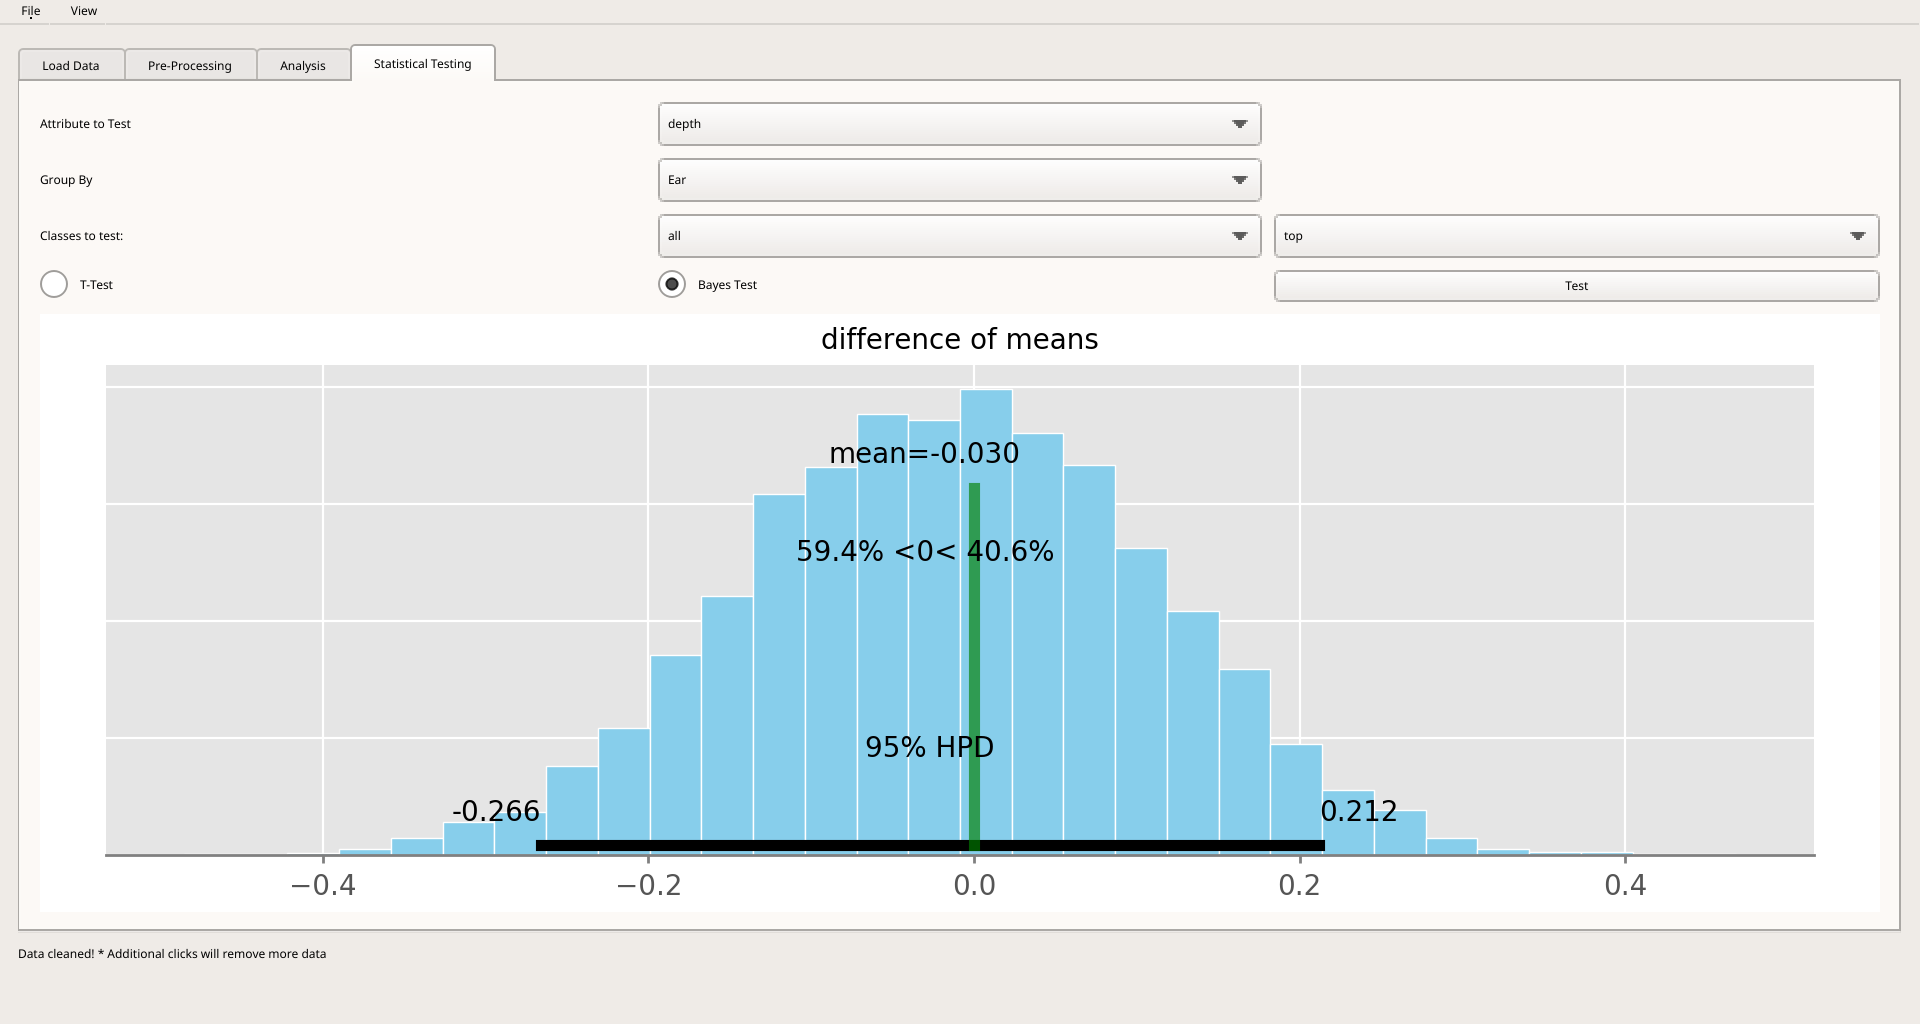 File View
Load Data Pre-Processing Analysis Statistical Testing
Attribute to Test depth
Group By Ear
Classes to test: all top
T-Test Bayes Test Test
difference of means
mean=-0.030
59.4% <0< 40.6%
95% HPD
-0.266 0.212
−0.4 −0.2 0.0 0.2 0.4
Data cleaned! * Additional clicks will remove more data